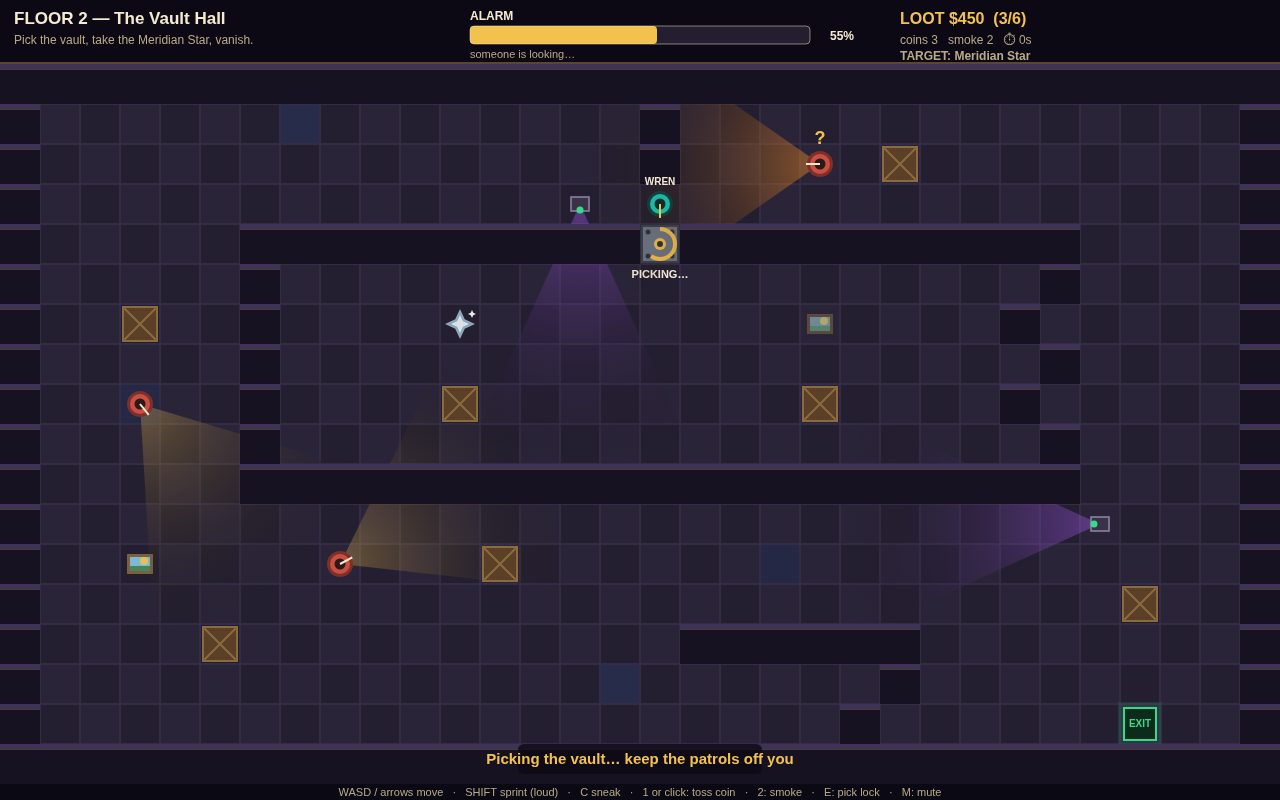 FLOOR 2 — The Vault Hall
Pick the vault, take the Meridian Star, vanish.
ALARM
55%
someone is looking…
LOOT $450 (3/6)
coins 3 smoke 2 ⏱ 0s
TARGET: Meridian Star
?
WREN
PICKING…
EXIT
Picking the vault… keep the patrols off you
WASD / arrows move · SHIFT sprint (loud) · C sneak · 1 or click: toss coin · 2: smoke · E: pick lock · M: mute